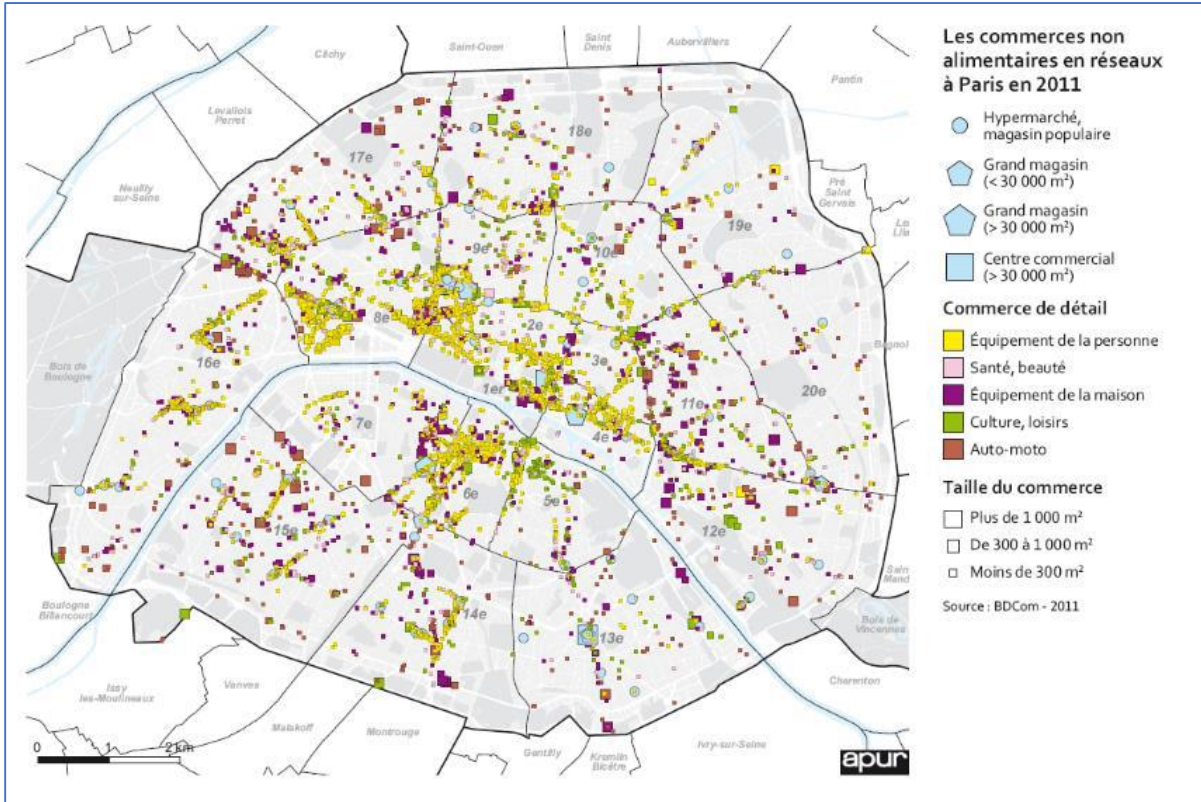 Les commerces non
alimentaires en réseaux
à Paris en 2011
Hypermarché,
magasin populaire
Grand magasin
(< 30 000 m²)
Grand magasin
(> 30 000 m²)
Centre commercial
(> 30 000 m²)
Commerce de détail
Équipement de la personne
Santé, beauté
Équipement de la maison
Culture, loisirs
Auto-moto
Taille du commerce
Plus de 1 000 m²
De 300 à 1 000 m²
Moins de 300 m²
Source : BDCom - 2011
Clichy
Saint-Ouen
Saint
Denis
Aubervilliers
Pantin
Levallois
Perret
Neuilly
sur-Seine
Pré
Saint
Gervais
18e
17e
19e
9e
10e
8e
2e
3e
16e
1er
11e
20e
Bois de
Boulogne
Bagnol
7e
4e
6e
5e
15e
12e
14e
13e
Saint
Mand
Bois de
Vincennes
Boulogne
Billancourt
Issy
les-Moulineaux
Vanves
Malakoff
Montrouge
Gentilly
Kremlin
Bicêtre
Ivry-sur-Seine
Charenton
0 1 2 km
apur